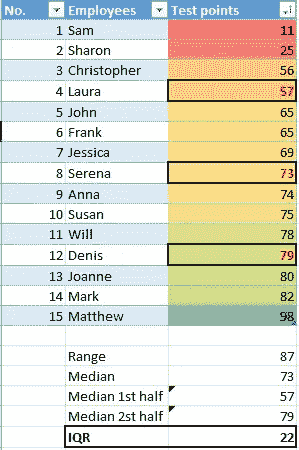 No. Employees Test points
1 Sam 11
2 Sharon 25
3 Christopher 56
4 Laura 57
5 John 65
6 Frank 65
7 Jessica 69
8 Serena 73
9 Anna 74
10 Susan 75
11 Will 78
12 Denis 79
13 Joanne 80
14 Mark 82
15 Matthew 98
Range 87
Median 73
Median 1st half 57
Median 2st half 79
IQR 22